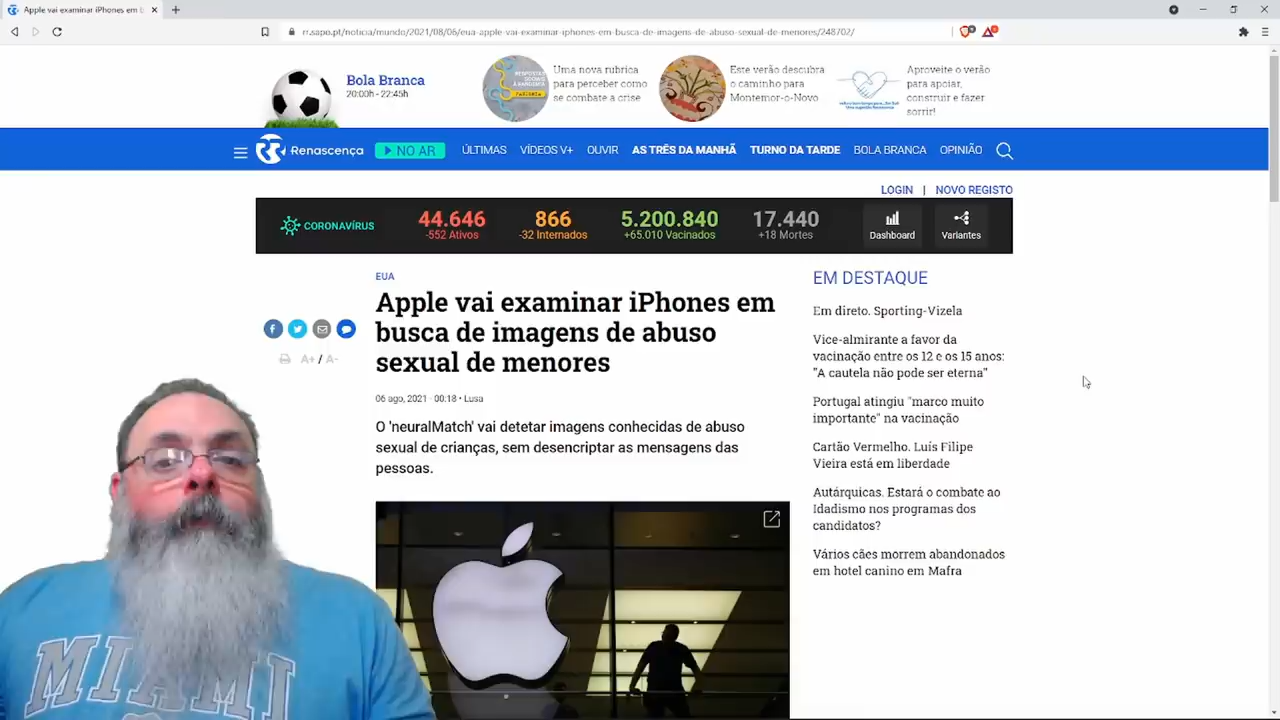 Apple vai examinar iPhones em b
rr.sapo.pt/noticia/mundo/2021/08/06/eua-apple-vai-examinar-iphones-em-busca-de-imagens-de-abuso-sexual-de-menores/248702/
Bola Branca
20:00h - 22:45h
Uma nova rubrica
para perceber como
se combate a crise
Este verão descubra
o caminho para
Montemor-o-Novo
Aproveite o verão
para apoiar,
construir e fazer
sorrir!
Renascença
NO AR
ÚLTIMAS
VÍDEOS V+
OUVIR
AS TRÊS DA MANHÃ
TURNO DA TARDE
BOLA BRANCA
OPINIÃO
LOGIN | NOVO REGISTO
CORONAVÍRUS
44.646
-552 Ativos
866
-32 Internados
5.200.840
+65.010 Vacinados
17.440
+18 Mortes
Dashboard
Variantes
EUA
Apple vai examinar iPhones em
busca de imagens de abuso
sexual de menores
A+ / A-
06 ago, 2021 - 00:18 • Lusa
O 'neuralMatch' vai detetar imagens conhecidas de abuso
sexual de crianças, sem desencriptar as mensagens das
pessoas.
EM DESTAQUE
Em direto. Sporting-Vizela
Vice-almirante a favor da
vacinação entre os 12 e os 15 anos:
"A cautela não pode ser eterna"
Portugal atingiu "marco muito
importante" na vacinação
Cartão Vermelho. Luís Filipe
Vieira está em liberdade
Autárquicas. Estará o combate ao
Idadismo nos programas dos
candidatos?
Vários cães morrem abandonados
em hotel canino em Mafra
MIAMI